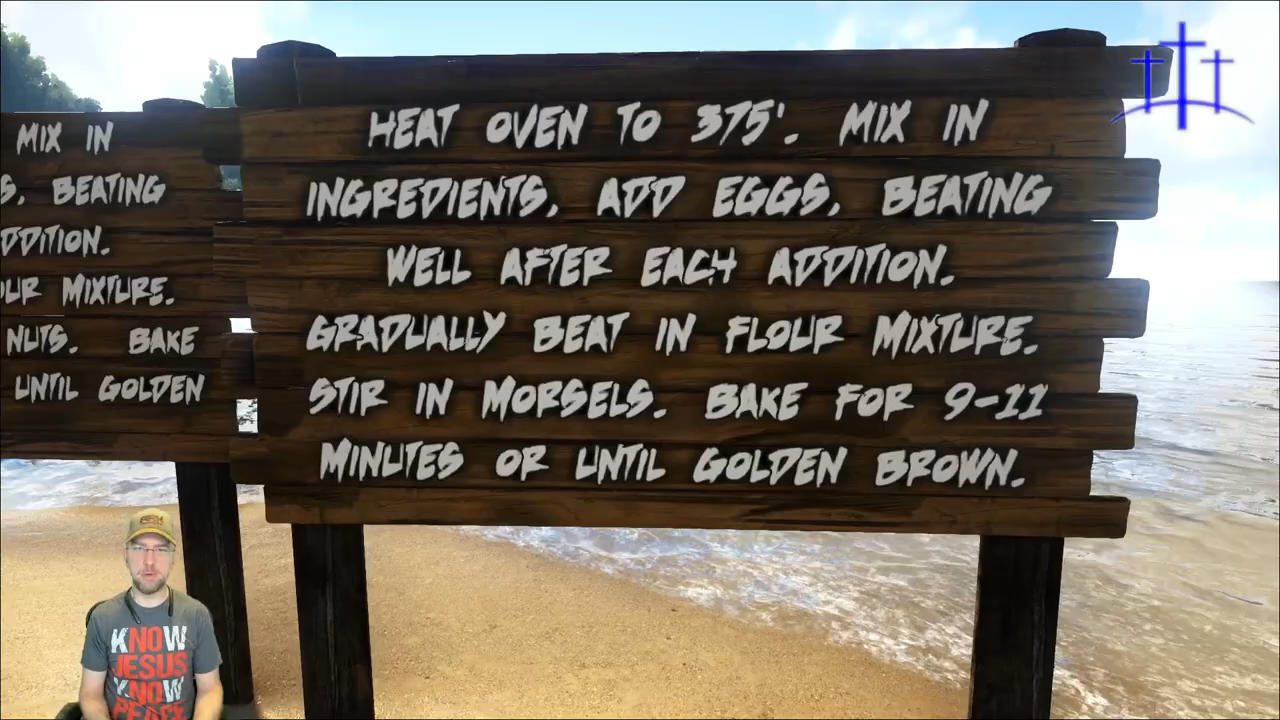 MIX IN
S, BEATING
DDITION.
OUR MIXTURE.
NUTS. BAKE
UNTIL GOLDEN
HEAT OVEN TO 375'. MIX IN
INGREDIENTS, ADD EGGS, BEATING
WELL AFTER EACH ADDITION.
GRADUALLY BEAT IN FLOUR MIXTURE.
STIR IN MORSELS. BAKE FOR 9-11
MINUTES OR UNTIL GOLDEN BROWN.
KNOW
JESUS
KNOW
PEACE